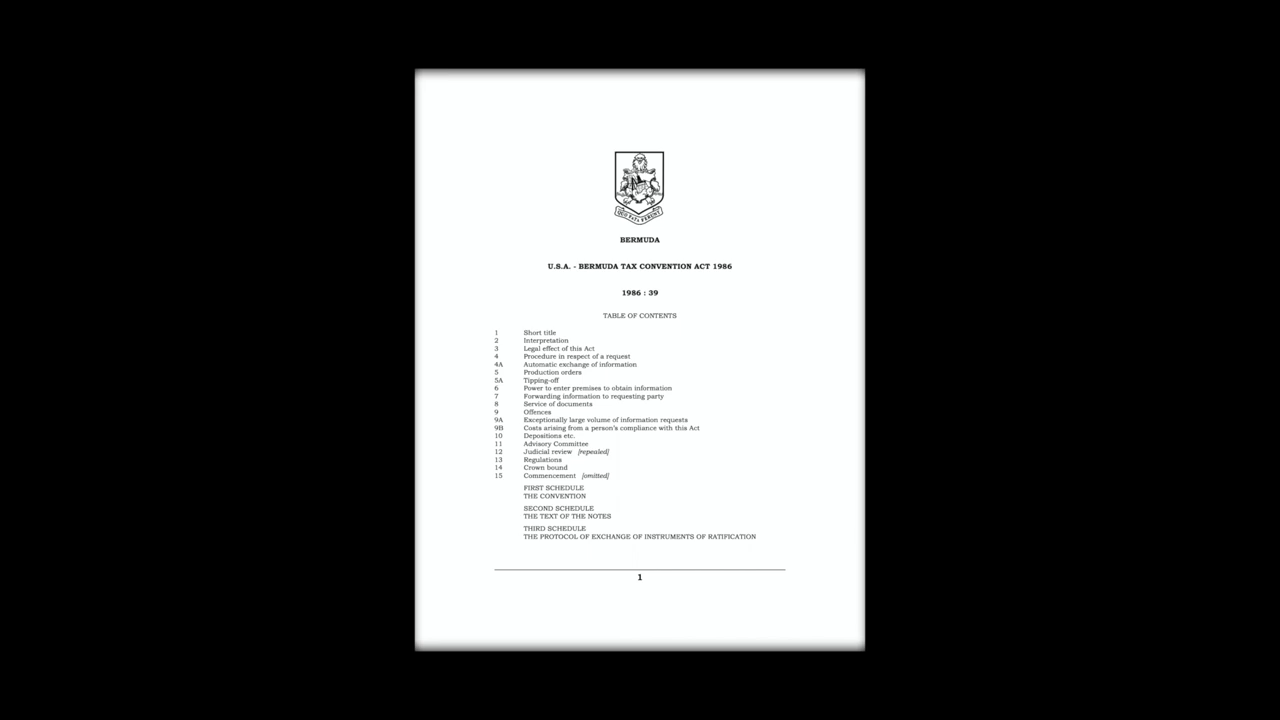 QUO FATA FERUNT
BERMUDA
U.S.A. - BERMUDA TAX CONVENTION ACT 1986
1986 : 39
TABLE OF CONTENTS
1 Short title
2 Interpretation
3 Legal effect of this Act
4 Procedure in respect of a request
4A Automatic exchange of information
5 Production orders
5A Tipping-off
6 Power to enter premises to obtain information
7 Forwarding information to requesting party
8 Service of documents
9 Offences
9A Exceptionally large volume of information requests
9B Costs arising from a person's compliance with this Act
10 Depositions etc.
11 Advisory Committee
12 Judicial review [repealed]
13 Regulations
14 Crown bound
15 Commencement [omitted]
FIRST SCHEDULE
THE CONVENTION
SECOND SCHEDULE
THE TEXT OF THE NOTES
THIRD SCHEDULE
THE PROTOCOL OF EXCHANGE OF INSTRUMENTS OF RATIFICATION
1